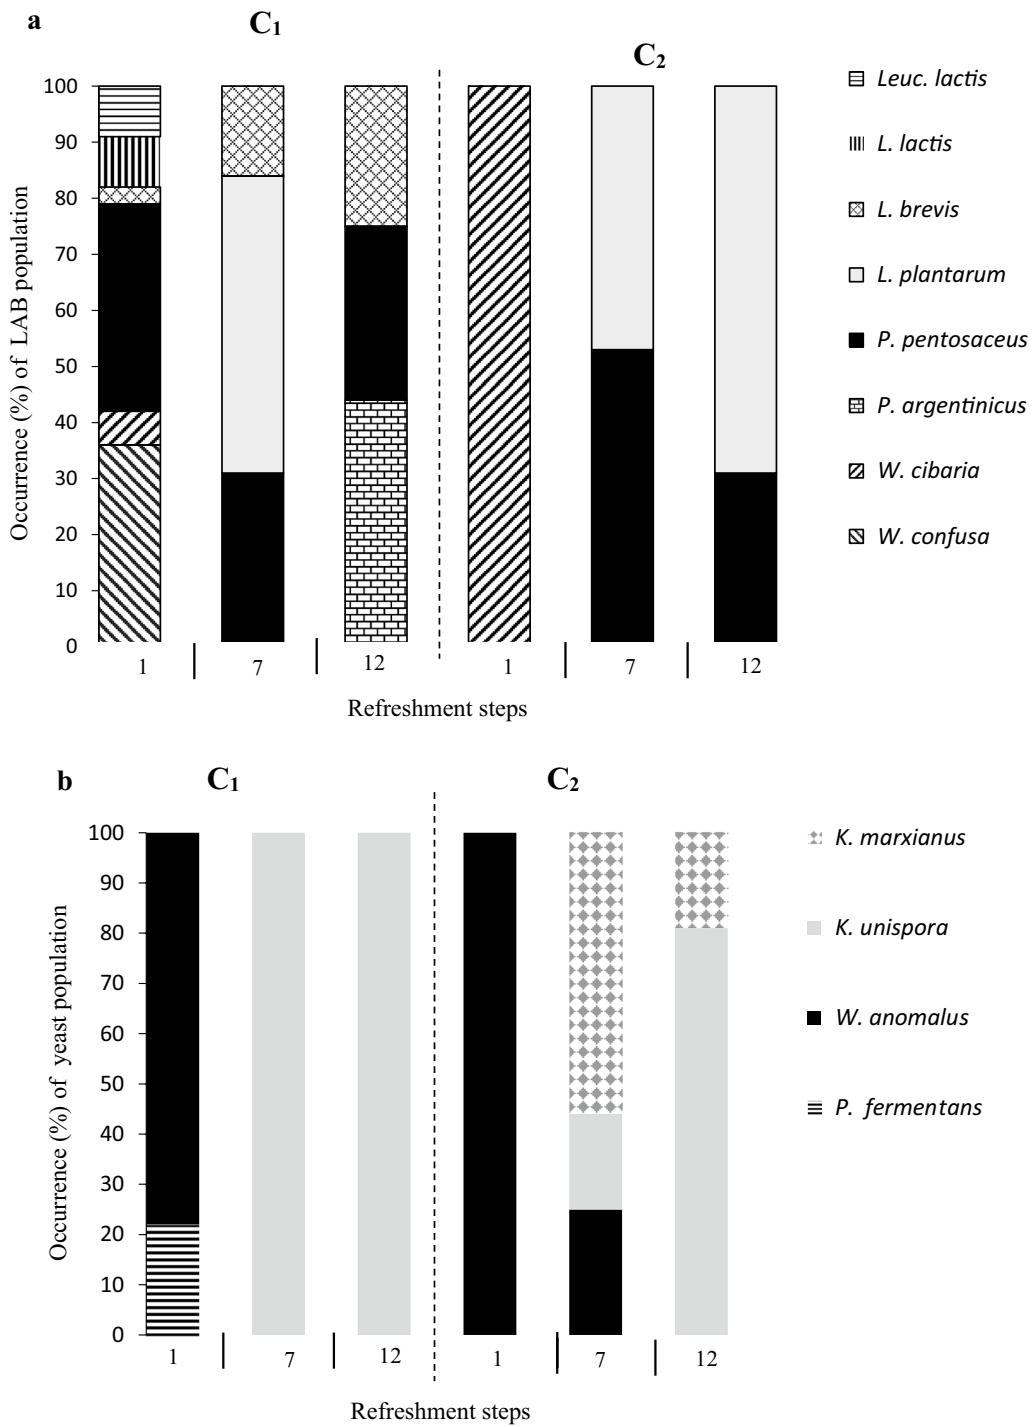 a
C1
C2
Occurrence (%) of LAB population
100
90
80
70
60
50
40
30
20
10
0
1
7
12
1
7
12
Refreshment steps
Leuc. lactis
L. lactis
L. brevis
L. plantarum
P. pentosaceus
P. argentinicus
W. cibaria
W. confusa
b
C1
C2
Occurrence (%) of yeast population
100
90
80
70
60
50
40
30
20
10
0
1
7
12
1
7
12
Refreshment steps
K. marxianus
K. unispora
W. anomalus
P. fermentans